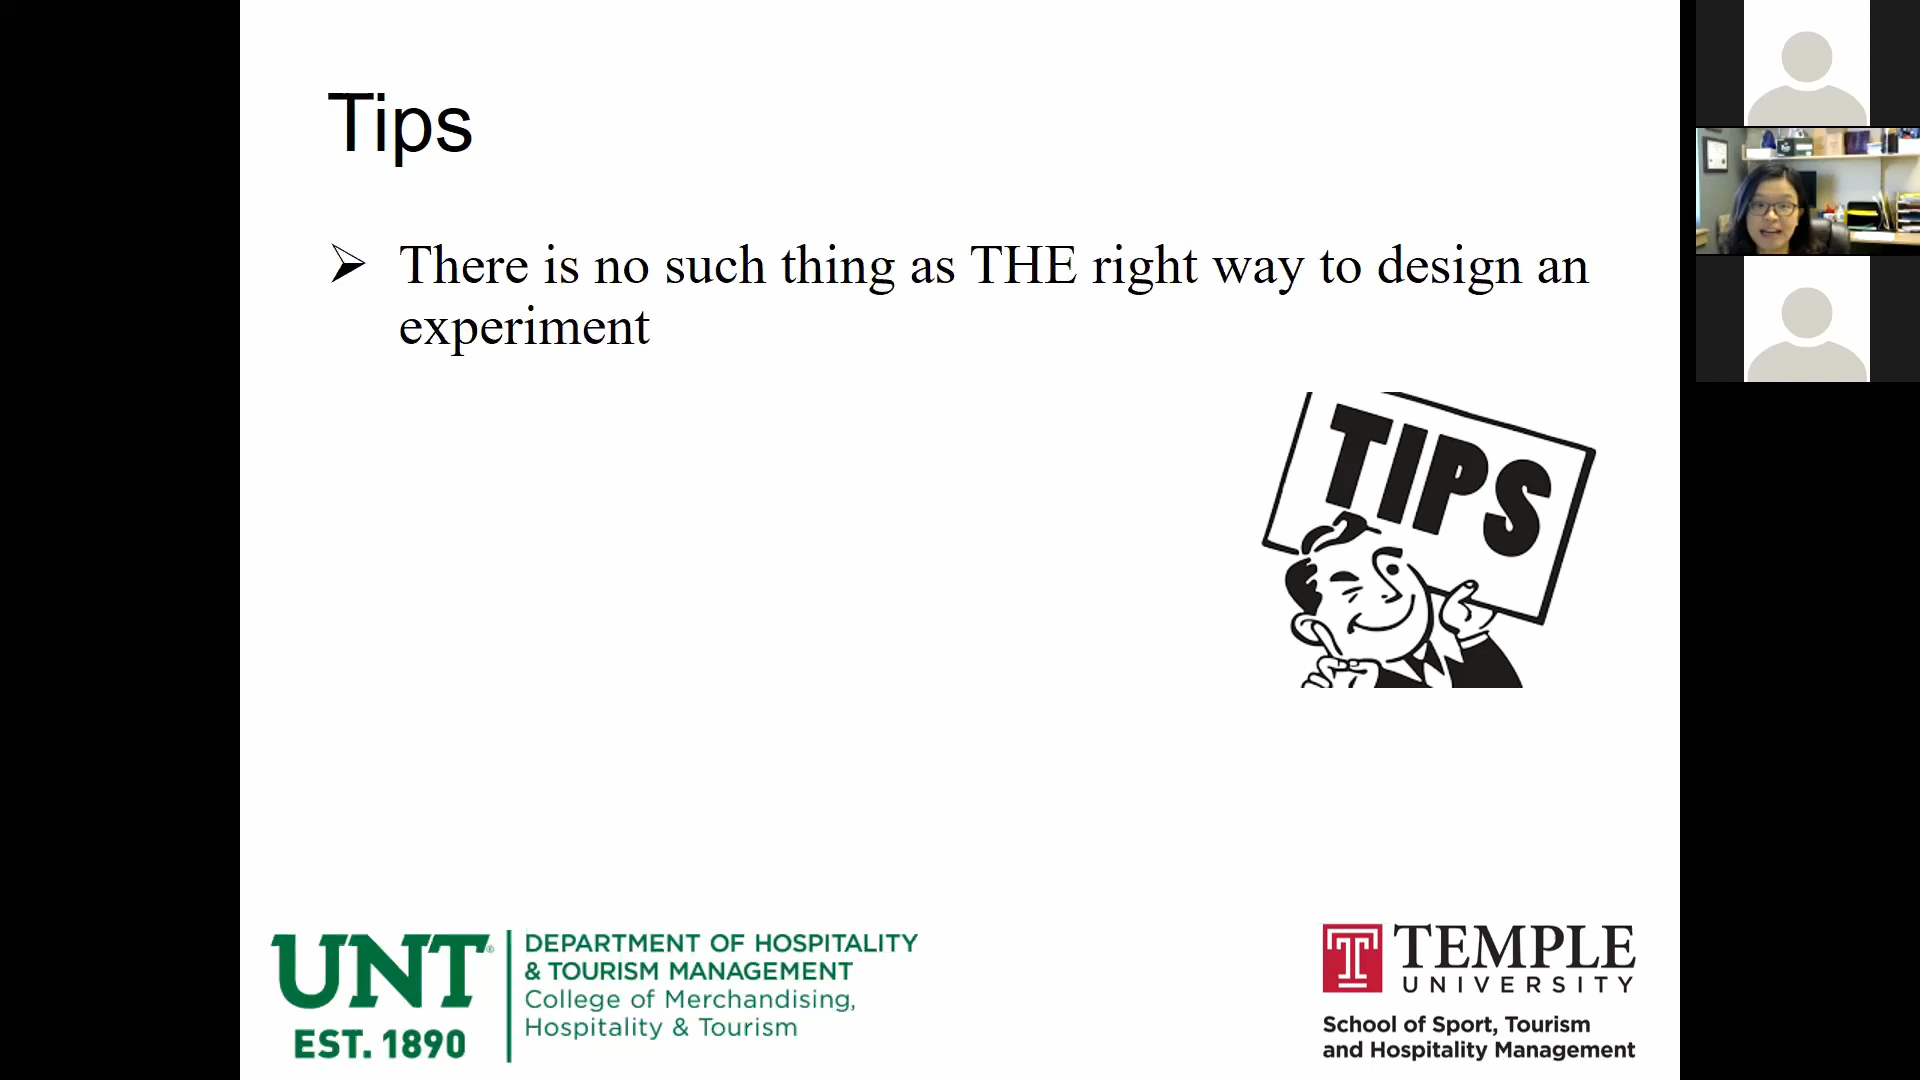 Tips
➢ There is no such thing as THE right way to design an
experiment
TIPS
UNT®
EST. 1890
DEPARTMENT OF HOSPITALITY
& TOURISM MANAGEMENT
College of Merchandising,
Hospitality & Tourism
T TEMPLE
UNIVERSITY
School of Sport, Tourism
and Hospitality Management